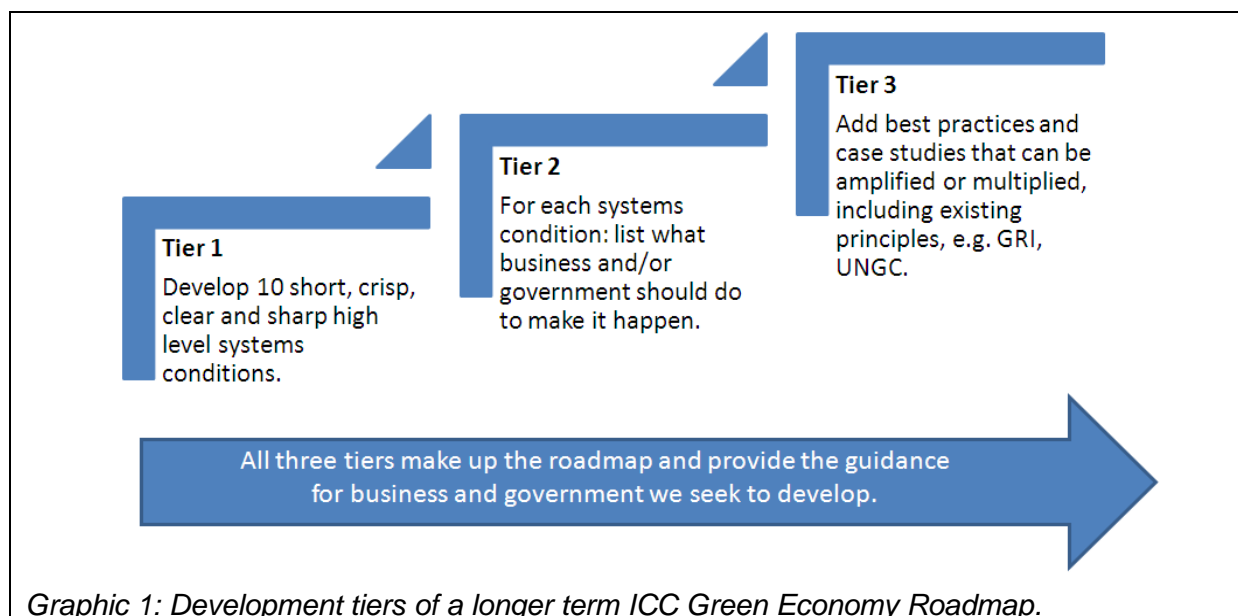 Tier 1
Develop 10 short, crisp,
clear and sharp high
level systems
conditions.
Tier 2
For each systems
condition: list what
business and/or
government should do
to make it happen.
Tier 3
Add best practices and
case studies that can be
amplified or multiplied,
including existing
principles, e.g. GRI,
UNGC.
All three tiers make up the roadmap and provide the guidance
for business and government we seek to develop.
Graphic 1: Development tiers of a longer term ICC Green Economy Roadmap.